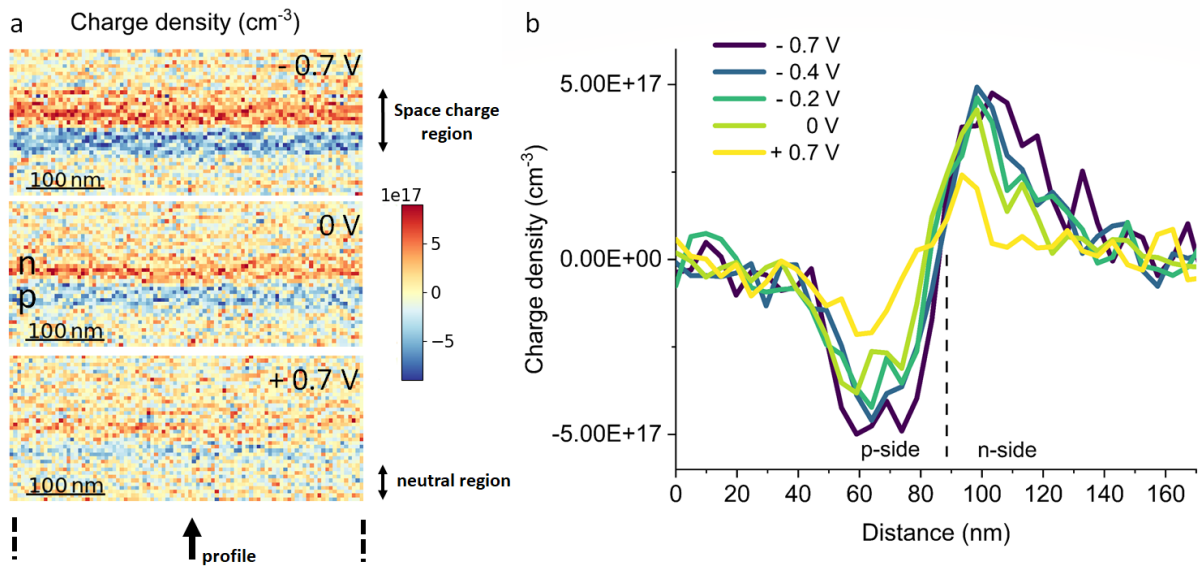 a
Charge density (cm-3)
- 0.7 V
Space charge
region
100 nm
1e17
5
0
−5
0 V
n
p
100 nm
+ 0.7 V
100 nm
neutral region
profile
b
- 0.7 V
- 0.4 V
- 0.2 V
0 V
+ 0.7 V
5.00E+17
0.00E+00
-5.00E+17
Charge density (cm-3)
p-side
n-side
0 20 40 60 80 100 120 140 160
Distance (nm)